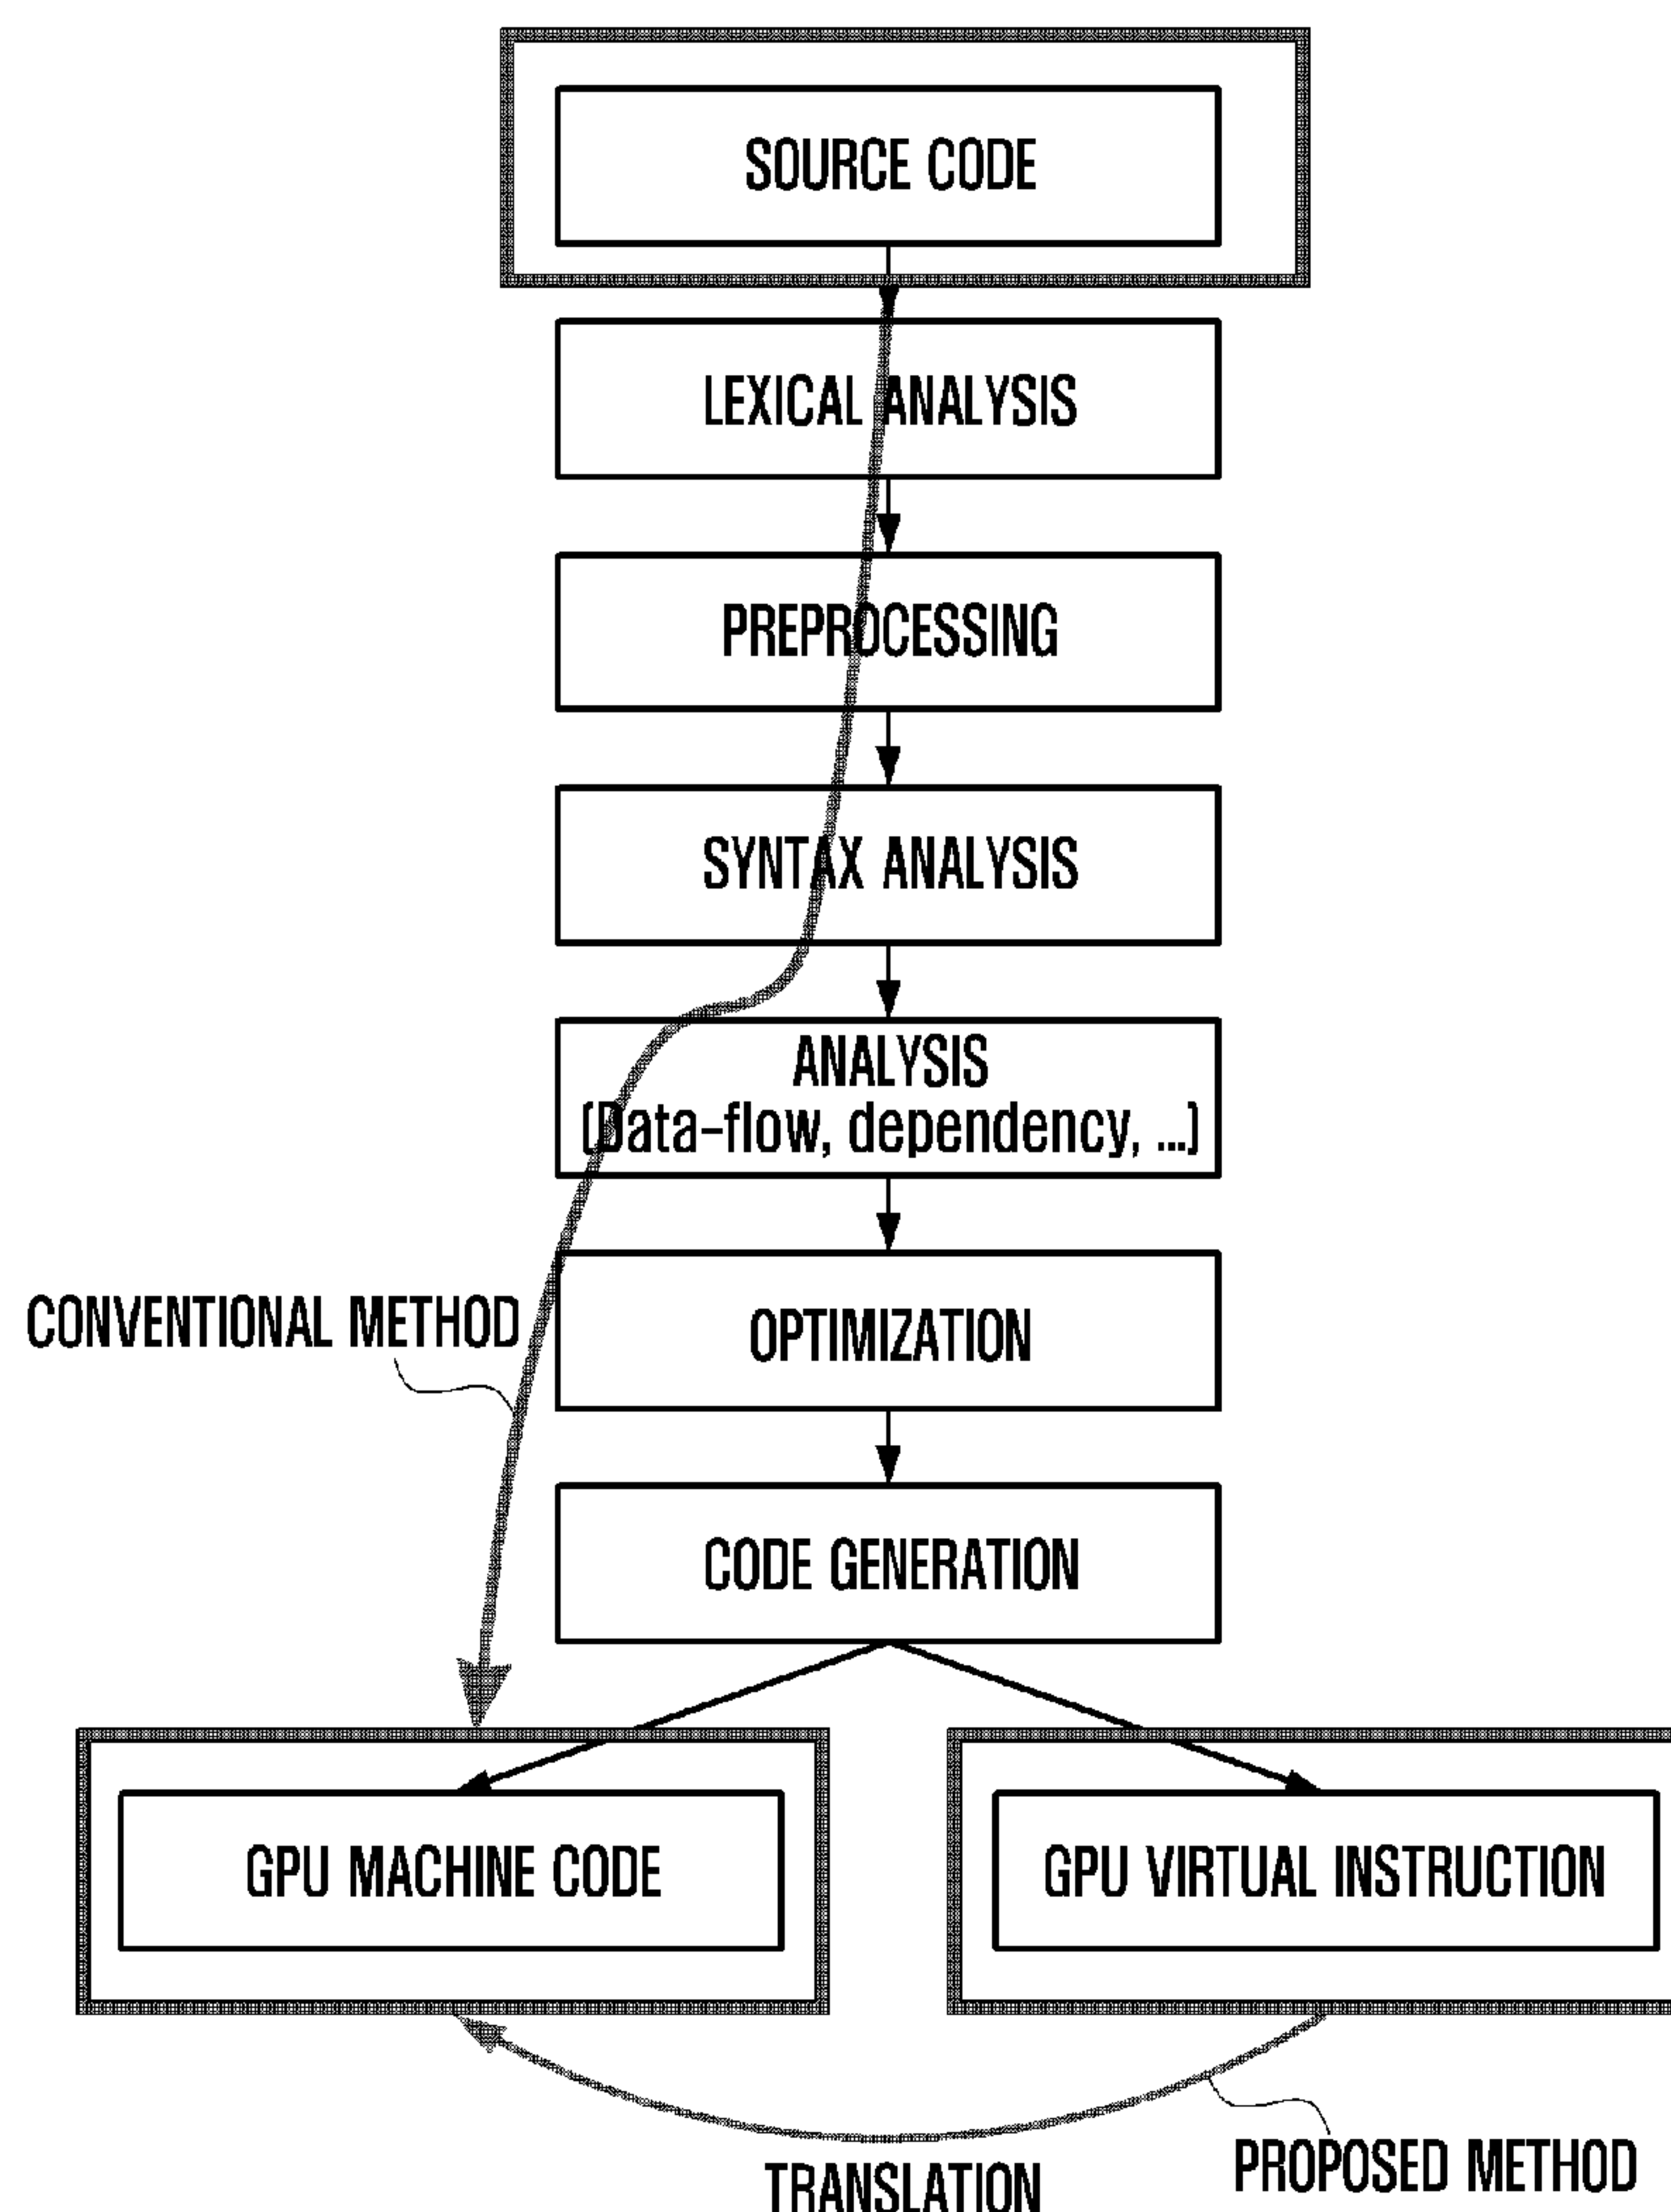 SOURCE CODE
LEXICAL ANALYSIS
PREPROCESSING
SYNTAX ANALYSIS
ANALYSIS
(Data-flow, dependency, ...)
CONVENTIONAL METHOD
OPTIMIZATION
CODE GENERATION
GPU MACHINE CODE
GPU VIRTUAL INSTRUCTION
PROPOSED METHOD
TRANSLATION